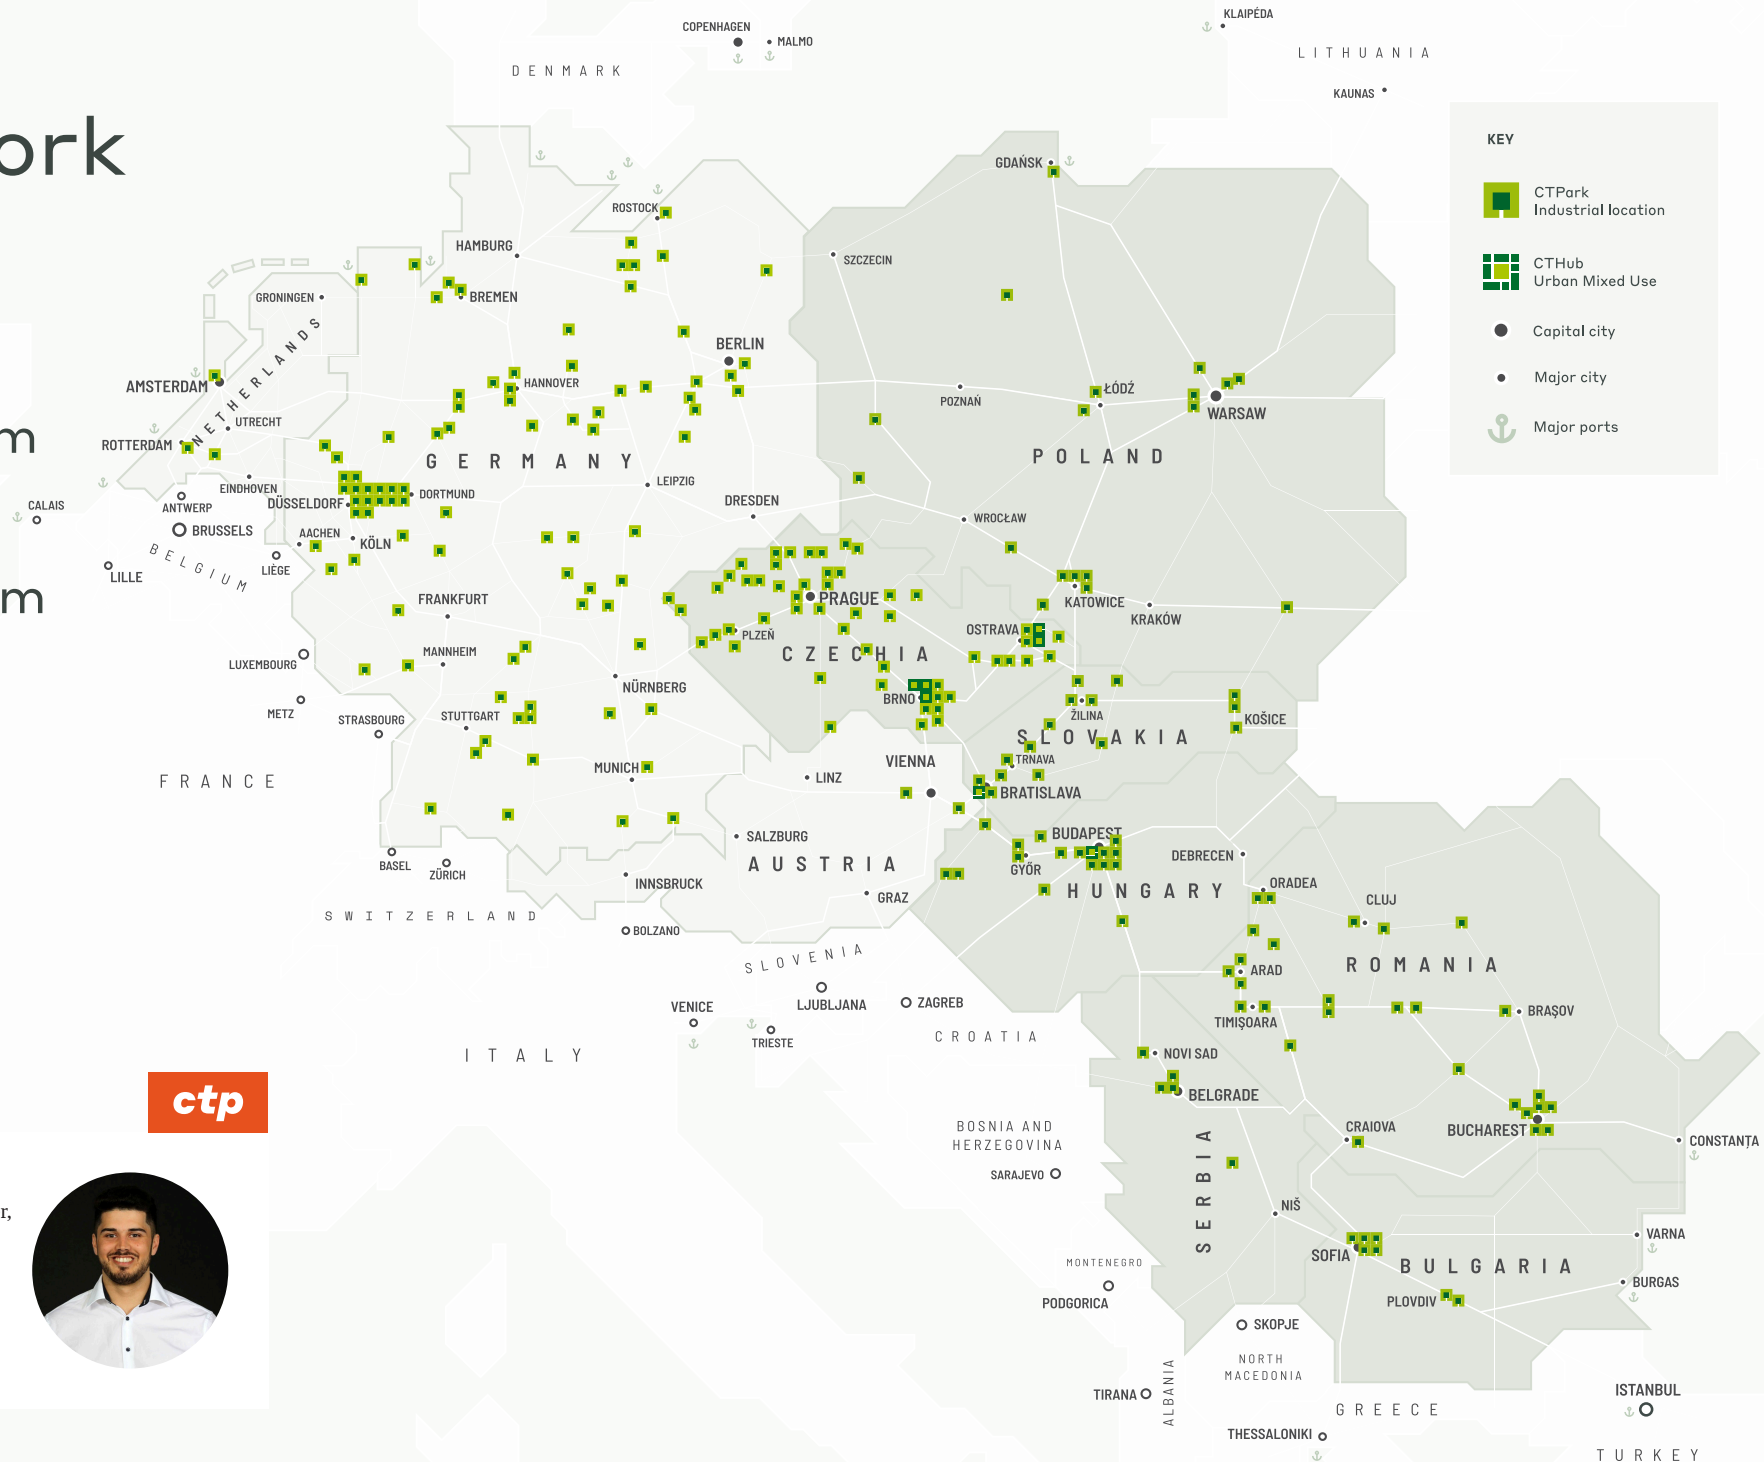 ork
m
m
r,
ctp
KEY
CTPark
Industrial location
CTHub
Urban Mixed Use
Capital city
Major city
Major ports
COPENHAGEN
MALMO
DENMARK
KLAIPÉDA
LITHUANIA
KAUNAS
GDAŃSK
ROSTOCK
HAMBURG
SZCZECIN
GRONINGEN
BREMEN
NETHERLANDS
BERLIN
AMSTERDAM
HANNOVER
POZNAŃ
ŁÓDŹ
WARSAW
UTRECHT
ROTTERDAM
GERMANY
POLAND
EINDHOVEN
LEIPZIG
DORTMUND
DÜSSELDORF
ANTWERP
CALAIS
DRESDEN
WROCŁAW
BRUSSELS
AACHEN
KÖLN
BELGIUM
LIÈGE
LILLE
FRANKFURT
PRAGUE
KATOWICE
KRAKÓW
OSTRAVA
PLZEŇ
CZECHIA
MANNHEIM
LUXEMBOURG
NÜRNBERG
BRNO
METZ
STRASBOURG
STUTTGART
ŽILINA
KOŠICE
SLOVAKIA
VIENNA
TRNAVA
MUNICH
LINZ
FRANCE
BRATISLAVA
SALZBURG
BUDAPEST
AUSTRIA
BASEL
ZÜRICH
GYŐR
DEBRECEN
INNSBRUCK
HUNGARY
ORADEA
GRAZ
CLUJ
SWITZERLAND
BOLZANO
SLOVENIA
ROMANIA
ARAD
VENICE
LJUBLJANA
ZAGREB
BRAŞOV
TIMIŞOARA
TRIESTE
CROATIA
ITALY
NOVI SAD
BELGRADE
BOSNIA AND
HERZEGOVINA
CRAIOVA
BUCHAREST
CONSTANȚA
SARAJEVO
SERBIA
NIŠ
VARNA
SOFIA
BULGARIA
MONTENEGRO
BURGAS
PLOVDIV
PODGORICA
SKOPJE
NORTH
MACEDONIA
TIRANA
ALBANIA
ISTANBUL
GREECE
THESSALONIKI
TURKEY